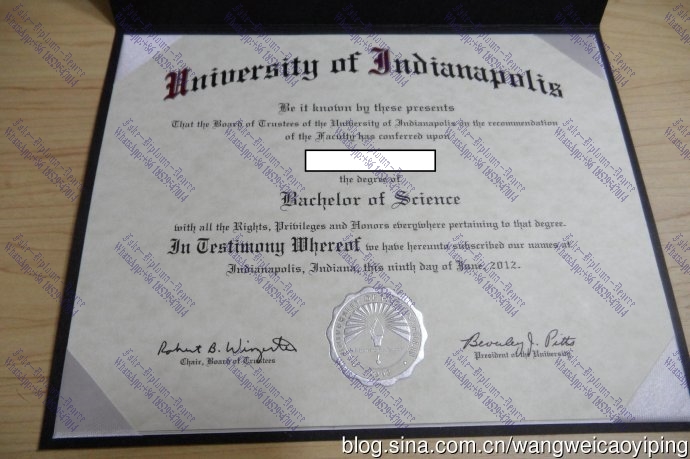 University of Indianapolis
Be it known by these presents
That the Board of Trustees of the University of Indianapolis on the recommendation
of the Faculty has conferred upon
the degree of
Bachelor of Science
with all the Rights, Privileges and Honors everywhere pertaining to that degree.
In Testimony Whereof we have hereunto subscribed our names at
Indianapolis, Indiana, this ninth day of June, 2012.
Robert B. Wingerter
Chair, Board of Trustees
Beverley J. Pitts
President of the University
blog.sina.com.cn/wangweicaoyiping